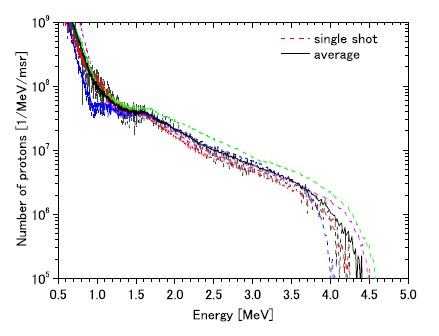 10⁹
10⁸
10⁷
10⁶
10⁵
Number of protons [1/MeV/msr]
single shot
average
0.5 1.0 1.5 2.0 2.5 3.0 3.5 4.0 4.5 5.0
Energy [MeV]